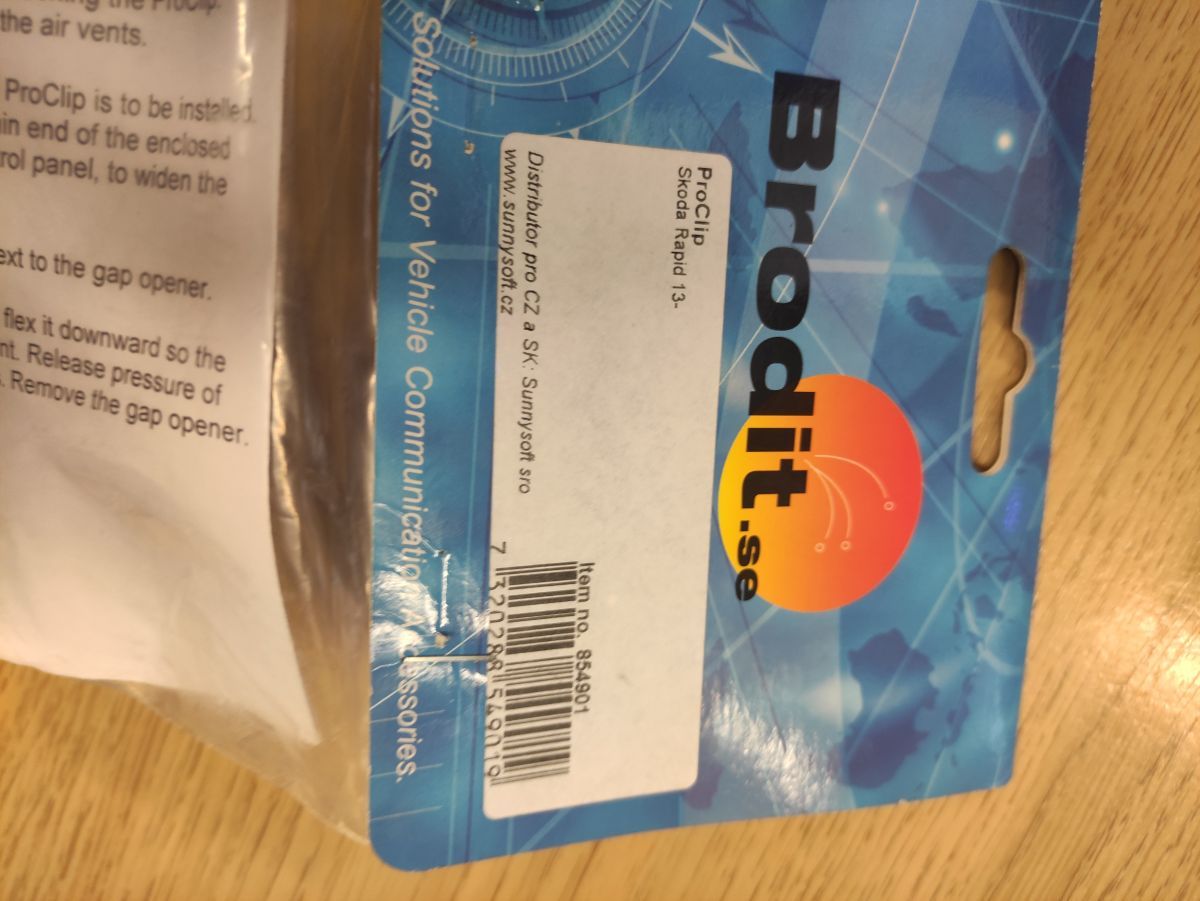 Brodit.se
ProClip
Skoda Rapid 13-
Item no. 854901
7 320288 549019
Distributor pro CZ a SK: Sunnysoft sro
www.sunnysoft.cz
Solutions for Vehicle Communication Accessories.
the ProClip
the air vents.
ProClip is to be installed.
end of the enclosed
panel, to widen the
to the gap opener.
flex it downward so the
Release pressure of
Remove the gap opener.